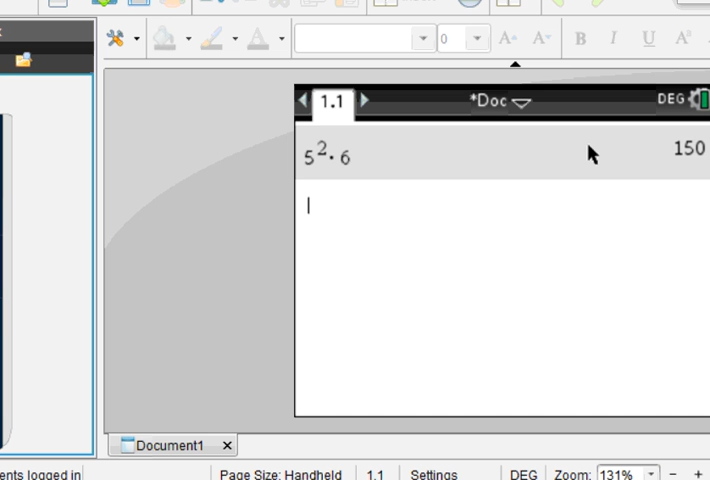 0
B I U A
1.1 *Doc DEG
5²·6 150
Document1
ents logged in Page Size: Handheld 1.1 Settings DEG Zoom: 131% − +